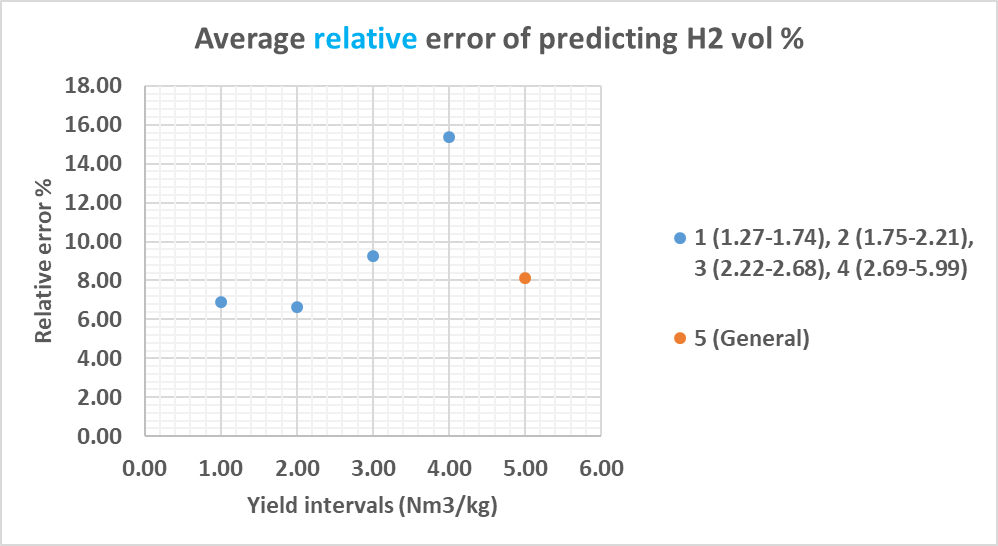 Average relative error of predicting H2 vol %
18.00
16.00
14.00
12.00
10.00
8.00
6.00
4.00
2.00
0.00
Relative error %
0.00 1.00 2.00 3.00 4.00 5.00 6.00
Yield intervals (Nm3/kg)
1 (1.27-1.74), 2 (1.75-2.21),
3 (2.22-2.68), 4 (2.69-5.99)
5 (General)